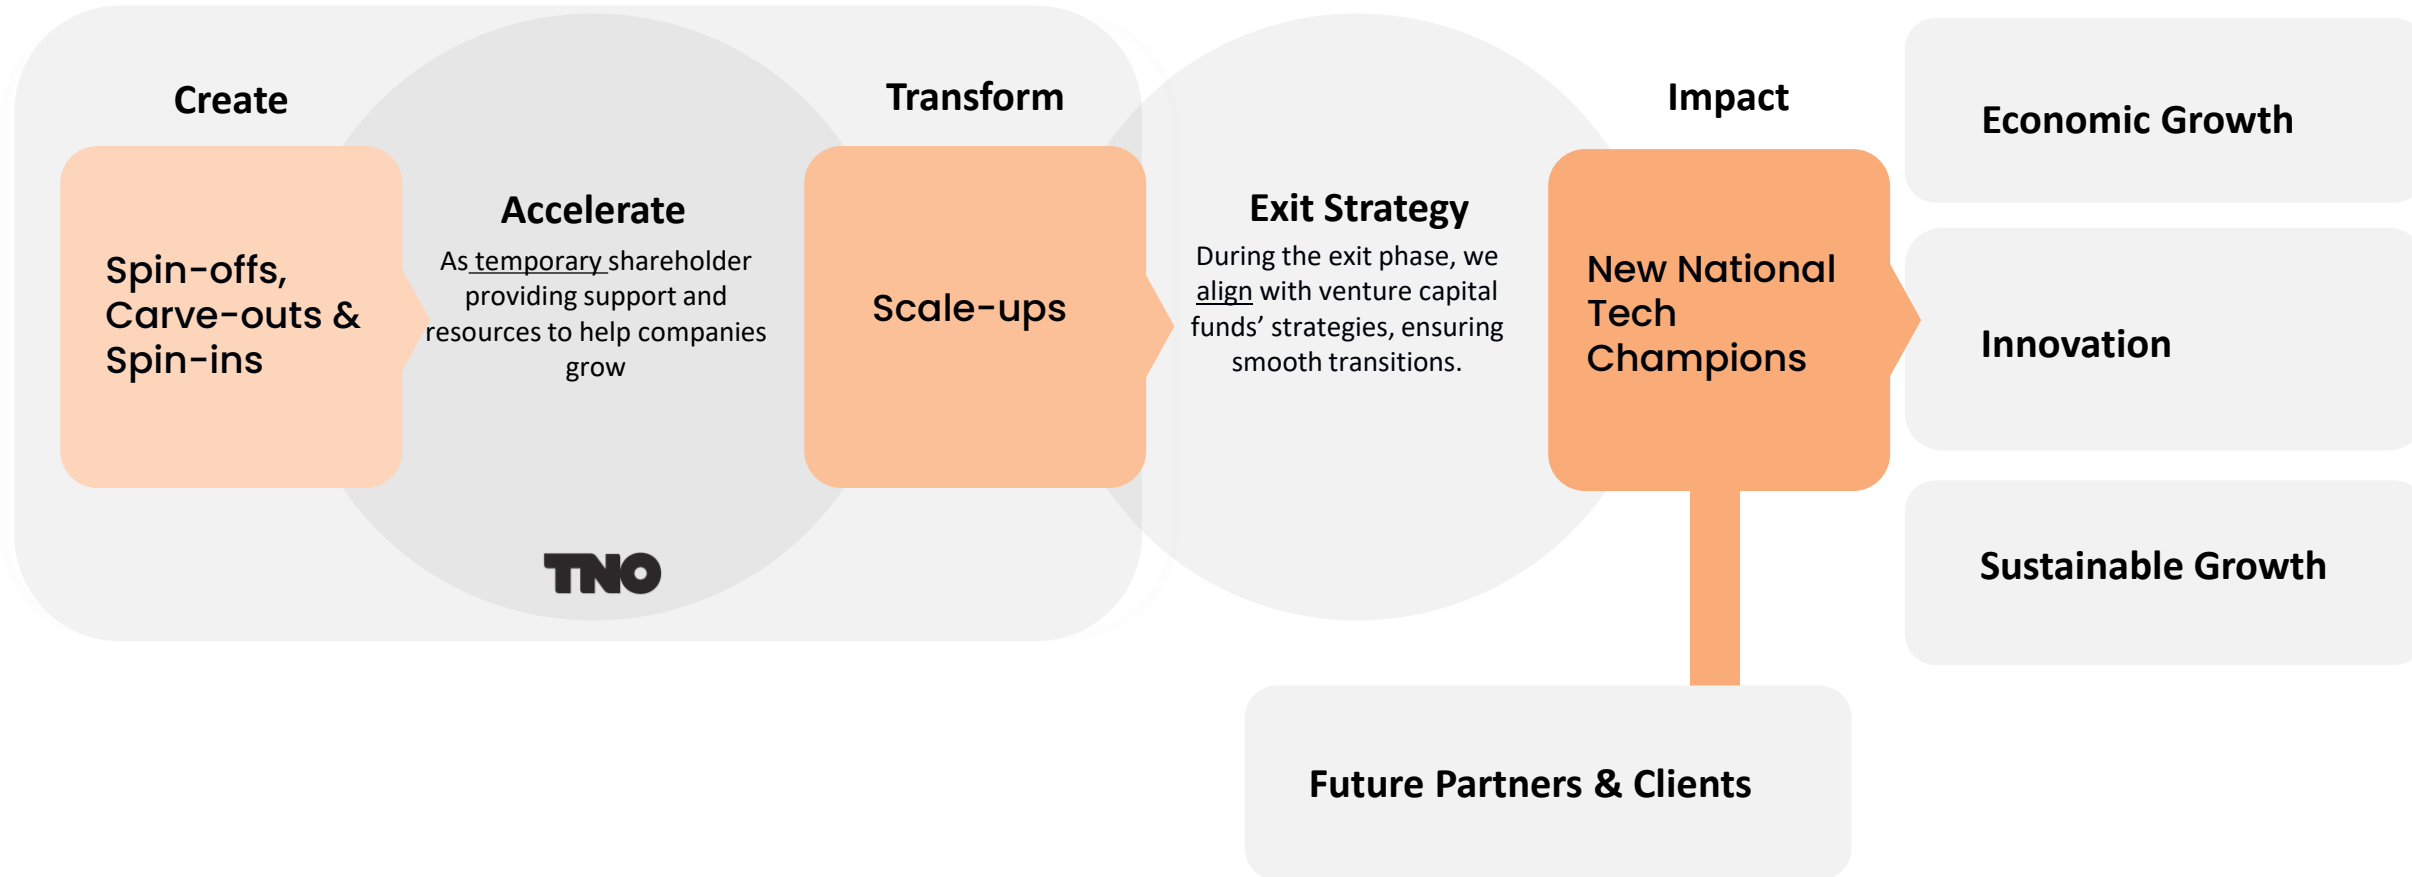 Create
Spin-offs,
Carve-outs &
Spin-ins
Accelerate
As temporary shareholder
providing support and
resources to help companies
grow
TNO
Transform
Scale-ups
Exit Strategy
During the exit phase, we
align with venture capital
funds’ strategies, ensuring
smooth transitions.
Impact
New National
Tech
Champions
Economic Growth
Innovation
Sustainable Growth
Future Partners & Clients